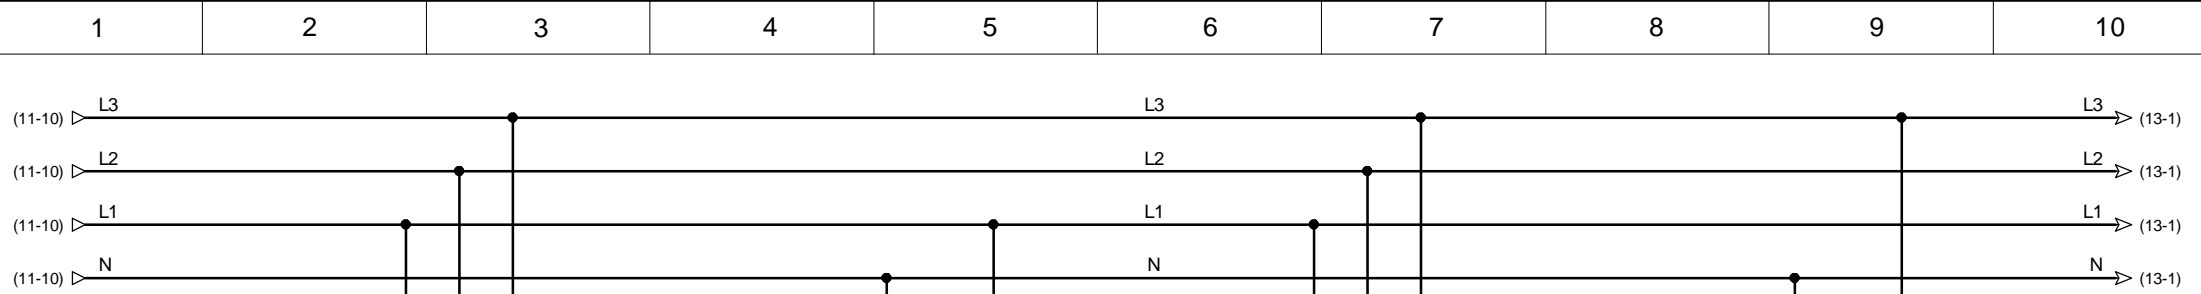 1 2 3 4 5 6 7 8 9 10
L3 L3 L3
(11-10) (13-1)
L2 L2 L2
(11-10) (13-1)
L1 L1 L1
(11-10) (13-1)
N N N
(11-10) (13-1)